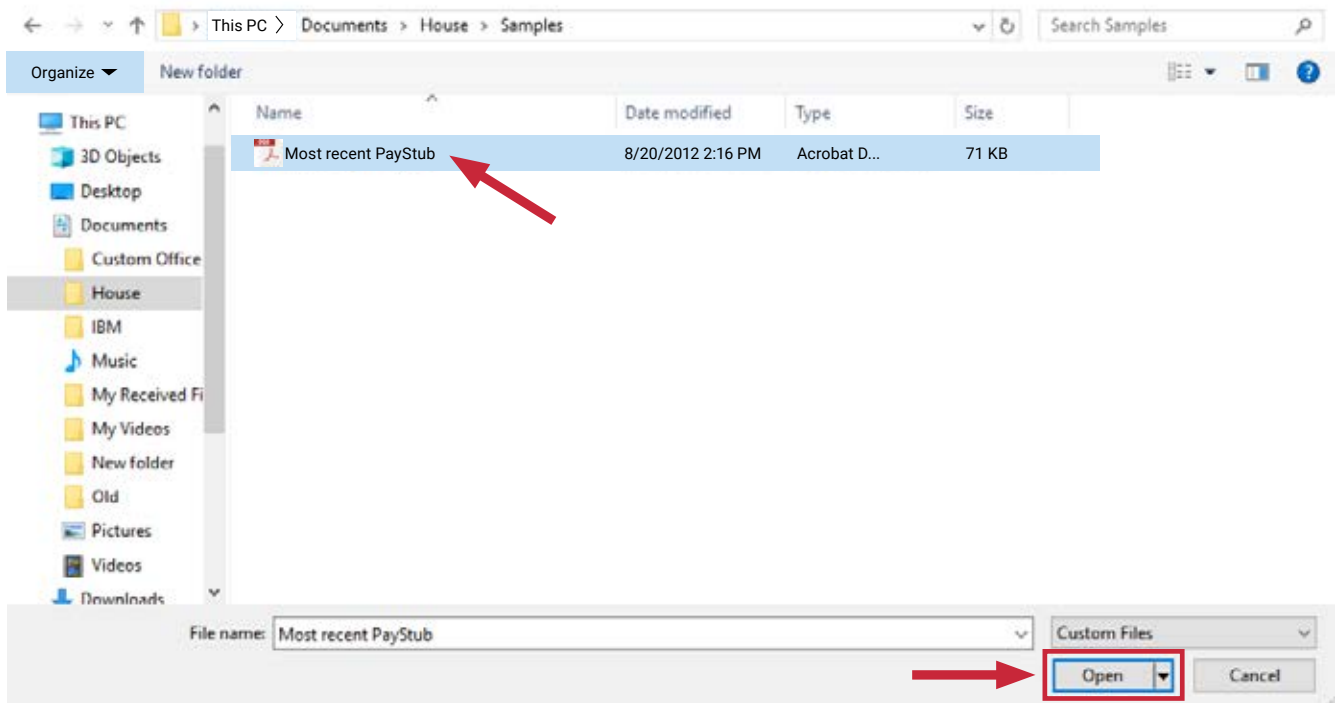 This PC > Documents > House > Samples
Search Samples
Organize
New folder
?
This PC
3D Objects
Desktop
Documents
Custom Office
House
IBM
Music
My Received Fi
My Videos
New folder
Old
Pictures
Videos
Downloads
Name Date modified Type Size
PDF Most recent PayStub 8/20/2012 2:16 PM Acrobat D... 71 KB
File name: Most recent PayStub Custom Files
Open Cancel